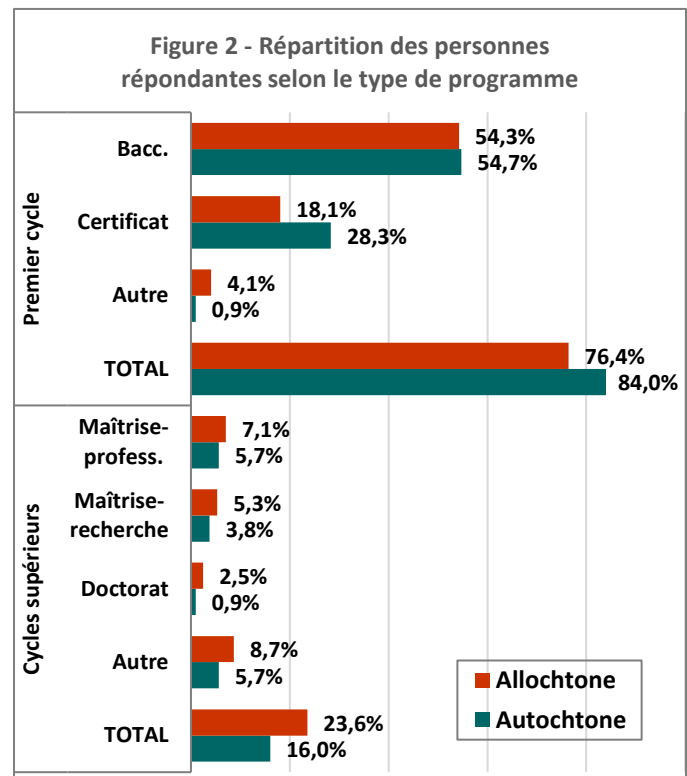 Figure 2 - Répartition des personnes
répondantes selon le type de programme
Premier cycle
Bacc.
54,3%
54,7%
Certificat
18,1%
28,3%
Autre
4,1%
0,9%
TOTAL
76,4%
84,0%
Cycles supérieurs
Maîtrise-
profess.
7,1%
5,7%
Maîtrise-
recherche
5,3%
3,8%
Doctorat
2,5%
0,9%
Autre
8,7%
5,7%
TOTAL
23,6%
16,0%
Allochtone
Autochtone